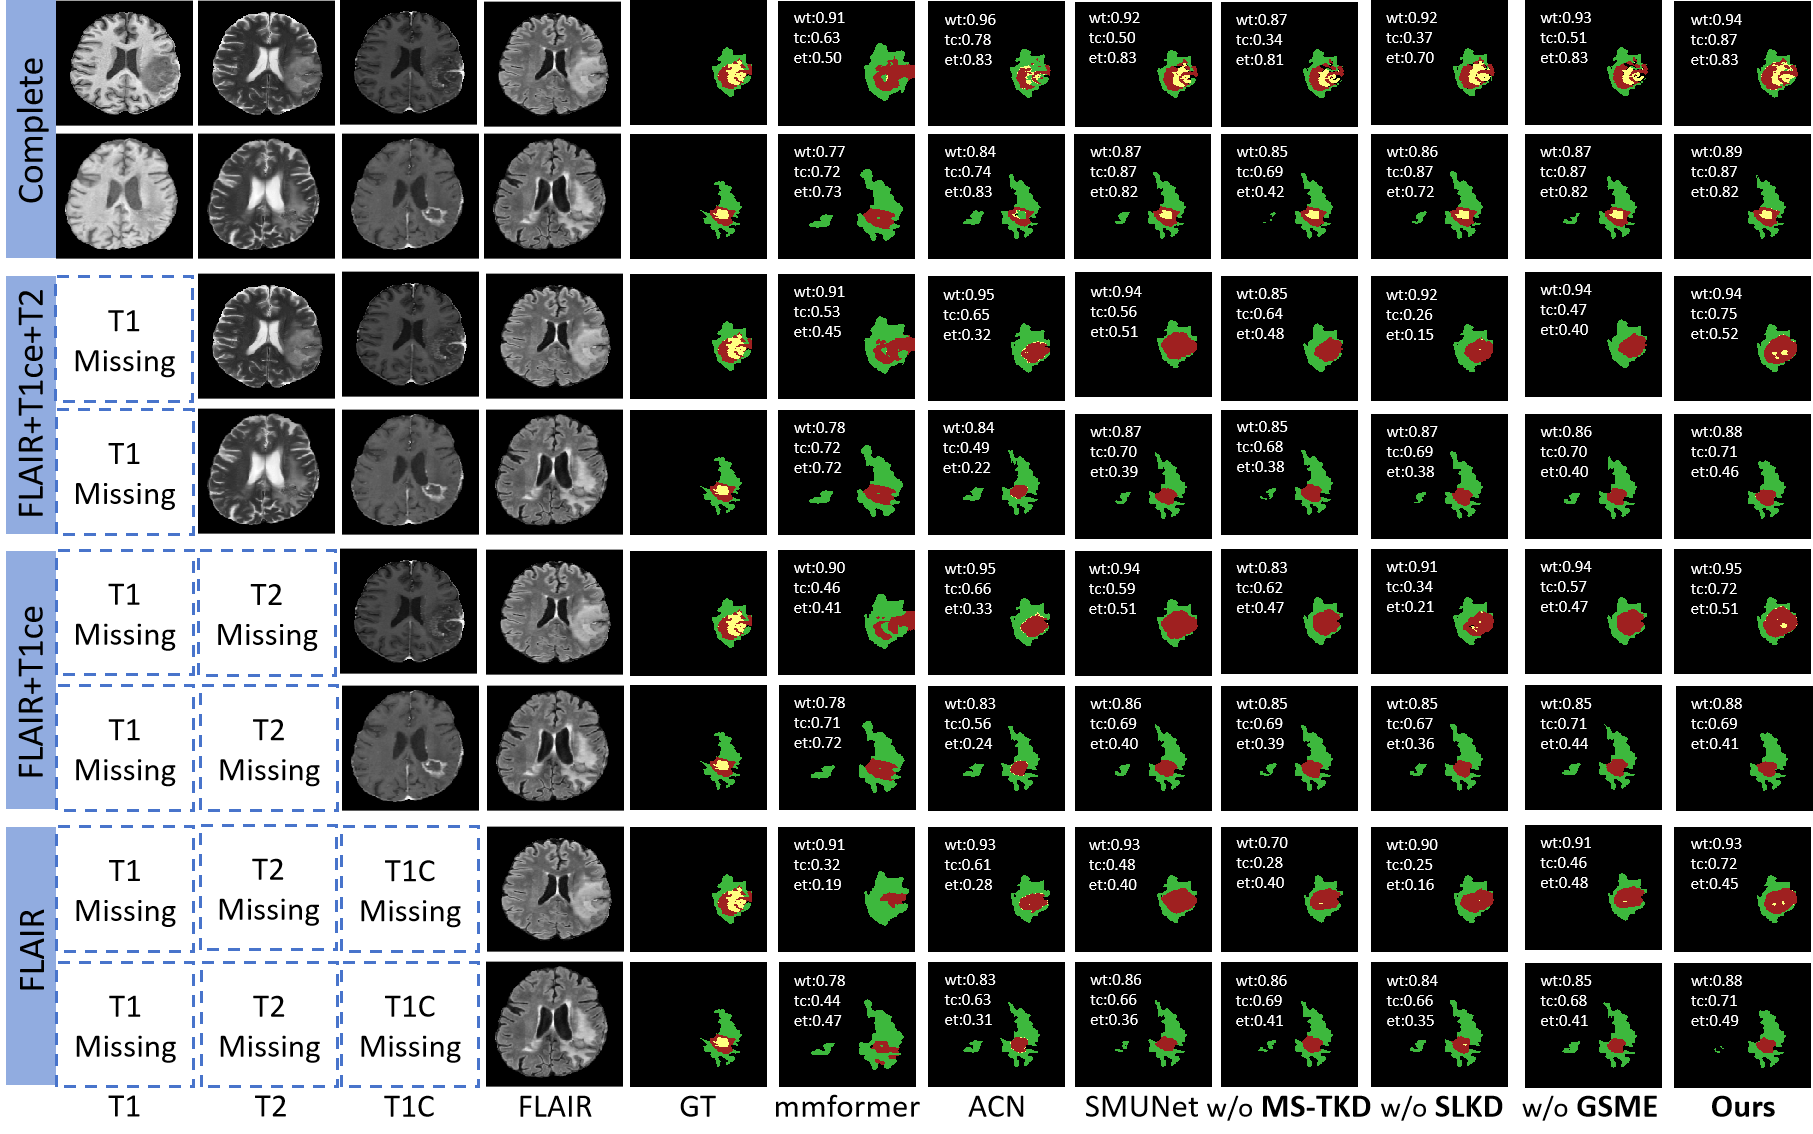 Complete
wt:0.91
tc:0.63
et:0.50
wt:0.96
tc:0.78
et:0.83
wt:0.92
tc:0.50
et:0.83
wt:0.87
tc:0.34
et:0.81
wt:0.92
tc:0.37
et:0.70
wt:0.93
tc:0.51
et:0.83
wt:0.94
tc:0.87
et:0.83
wt:0.77
tc:0.72
et:0.73
wt:0.84
tc:0.74
et:0.83
wt:0.87
tc:0.87
et:0.82
wt:0.85
tc:0.69
et:0.42
wt:0.86
tc:0.87
et:0.72
wt:0.87
tc:0.87
et:0.82
wt:0.89
tc:0.87
et:0.82
FLAIR+T1ce+T2
T1
Missing
wt:0.91
tc:0.53
et:0.45
wt:0.95
tc:0.65
et:0.32
wt:0.94
tc:0.56
et:0.51
wt:0.85
tc:0.64
et:0.48
wt:0.92
tc:0.26
et:0.15
wt:0.94
tc:0.47
et:0.40
wt:0.94
tc:0.75
et:0.52
T1
Missing
wt:0.78
tc:0.72
et:0.72
wt:0.84
tc:0.49
et:0.22
wt:0.87
tc:0.70
et:0.39
wt:0.85
tc:0.68
et:0.38
wt:0.87
tc:0.69
et:0.38
wt:0.86
tc:0.70
et:0.40
wt:0.88
tc:0.71
et:0.46
FLAIR+T1ce
T1
Missing
T2
Missing
wt:0.90
tc:0.46
et:0.41
wt:0.95
tc:0.66
et:0.33
wt:0.94
tc:0.59
et:0.51
wt:0.83
tc:0.62
et:0.47
wt:0.91
tc:0.34
et:0.21
wt:0.94
tc:0.57
et:0.47
wt:0.95
tc:0.72
et:0.51
T1
Missing
T2
Missing
wt:0.78
tc:0.71
et:0.72
wt:0.83
tc:0.56
et:0.24
wt:0.86
tc:0.69
et:0.40
wt:0.85
tc:0.69
et:0.39
wt:0.85
tc:0.67
et:0.36
wt:0.85
tc:0.71
et:0.44
wt:0.88
tc:0.69
et:0.41
FLAIR
T1
Missing
T2
Missing
T1C
Missing
wt:0.91
tc:0.32
et:0.19
wt:0.93
tc:0.61
et:0.28
wt:0.93
tc:0.48
et:0.40
wt:0.70
tc:0.28
et:0.40
wt:0.90
tc:0.25
et:0.16
wt:0.91
tc:0.46
et:0.48
wt:0.93
tc:0.72
et:0.45
T1
Missing
T2
Missing
T1C
Missing
wt:0.78
tc:0.44
et:0.47
wt:0.83
tc:0.63
et:0.31
wt:0.86
tc:0.66
et:0.36
wt:0.86
tc:0.69
et:0.41
wt:0.84
tc:0.66
et:0.35
wt:0.85
tc:0.68
et:0.41
wt:0.88
tc:0.71
et:0.49
T1
T2
T1C
FLAIR
GT
mmformer
ACN
SMUNet
w/o MS-TKD
w/o SLKD
w/o GSME
Ours